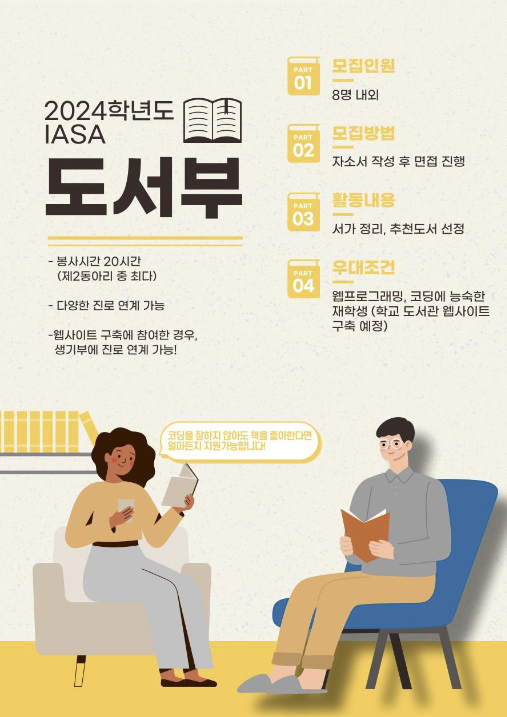 2024학년도
IASA
도서부
- 봉사시간 20시간
(제2동아리 중 최다)
- 다양한 진로 연계 가능
-웹사이트 구축에 참여한 경우,
생기부에 진로 연계 가능!
PART
01
모집인원
8명 내외
PART
02
모집방법
자소서 작성 후 면접 진행
PART
03
활동내용
서가 정리, 추천도서 선정
PART
04
우대조건
웹프로그래밍, 코딩에 능숙한
재학생 (학교 도서관 웹사이트
구축 예정)
코딩을 잘하지 않아도 책을 좋아한다면
얼마든지 지원가능합니다!